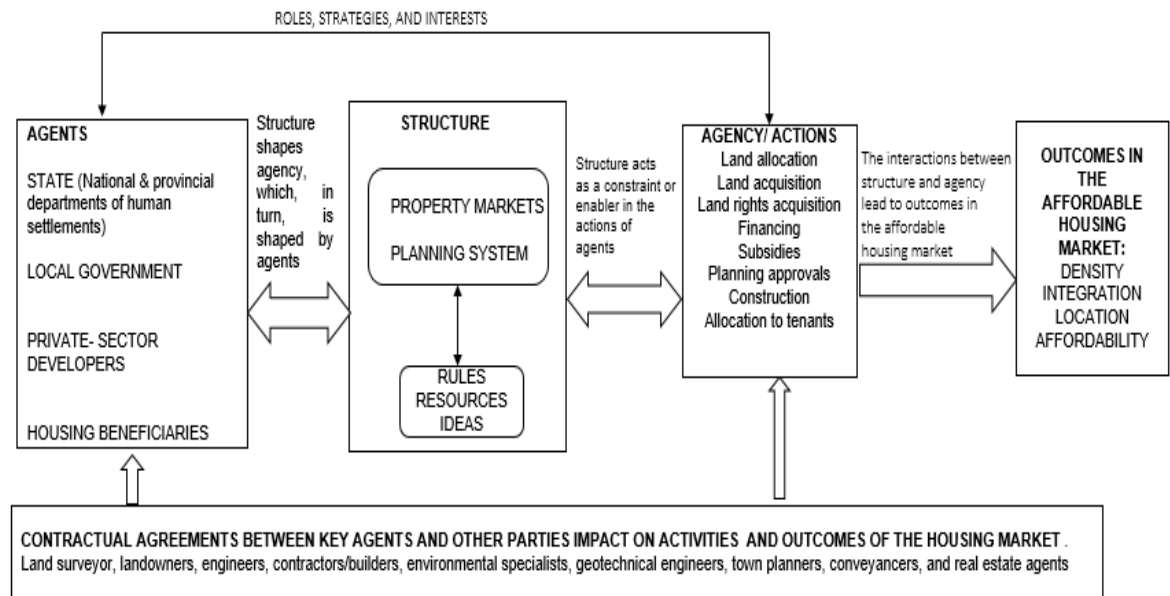 ROLES, STRATEGIES, AND INTERESTS
AGENTS
STATE (National & provincial
departments of human
settlements)
LOCAL GOVERNMENT
PRIVATE- SECTOR
DEVELOPERS
HOUSING BENEFICIARIES
Structure
shapes
agency,
which, in
turn, is
shaped by
agents
STRUCTURE
PROPERTY MARKETS
PLANNING SYSTEM
RULES
RESOURCES
IDEAS
Structure acts
as a constraint or
enabler in the
actions of
agents
AGENCY/ ACTIONS
Land allocation
Land acquisition
Land rights acquisition
Financing
Subsidies
Planning approvals
Construction
Allocation to tenants
The interactions between
structure and agency
lead to outcomes in
the affordable
housing market
OUTCOMES IN
THE
AFFORDABLE
HOUSING
MARKET:
DENSITY
INTEGRATION
LOCATION
AFFORDABILITY
CONTRACTUAL AGREEMENTS BETWEEN KEY AGENTS AND OTHER PARTIES IMPACT ON ACTIVITIES AND OUTCOMES OF THE HOUSING MARKET .
Land surveyor, landowners, engineers, contractors/builders, environmental specialists, geotechnical engineers, town planners, conveyancers, and real estate agents